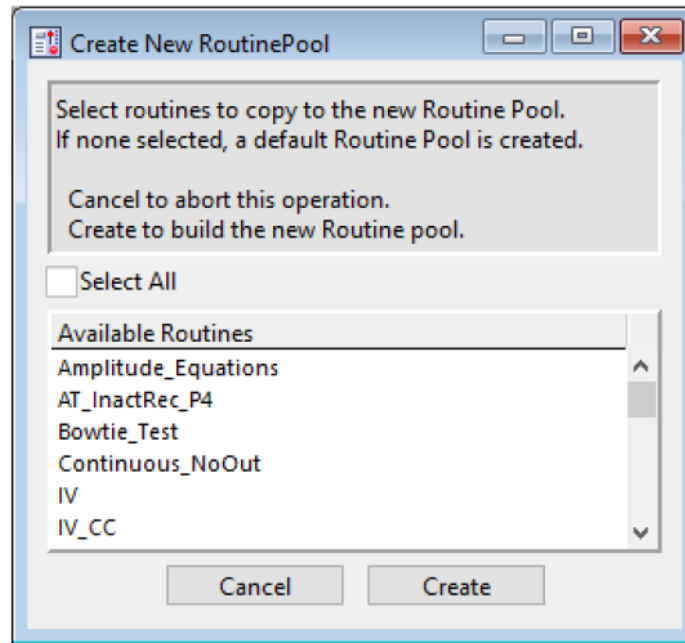 Create New RoutinePool
Select routines to copy to the new Routine Pool.
If none selected, a default Routine Pool is created.
Cancel to abort this operation.
Create to build the new Routine pool.
Select All
Available Routines
Amplitude_Equations
AT_InactRec_P4
Bowtie_Test
Continuous_NoOut
IV
IV_CC
Cancel
Create